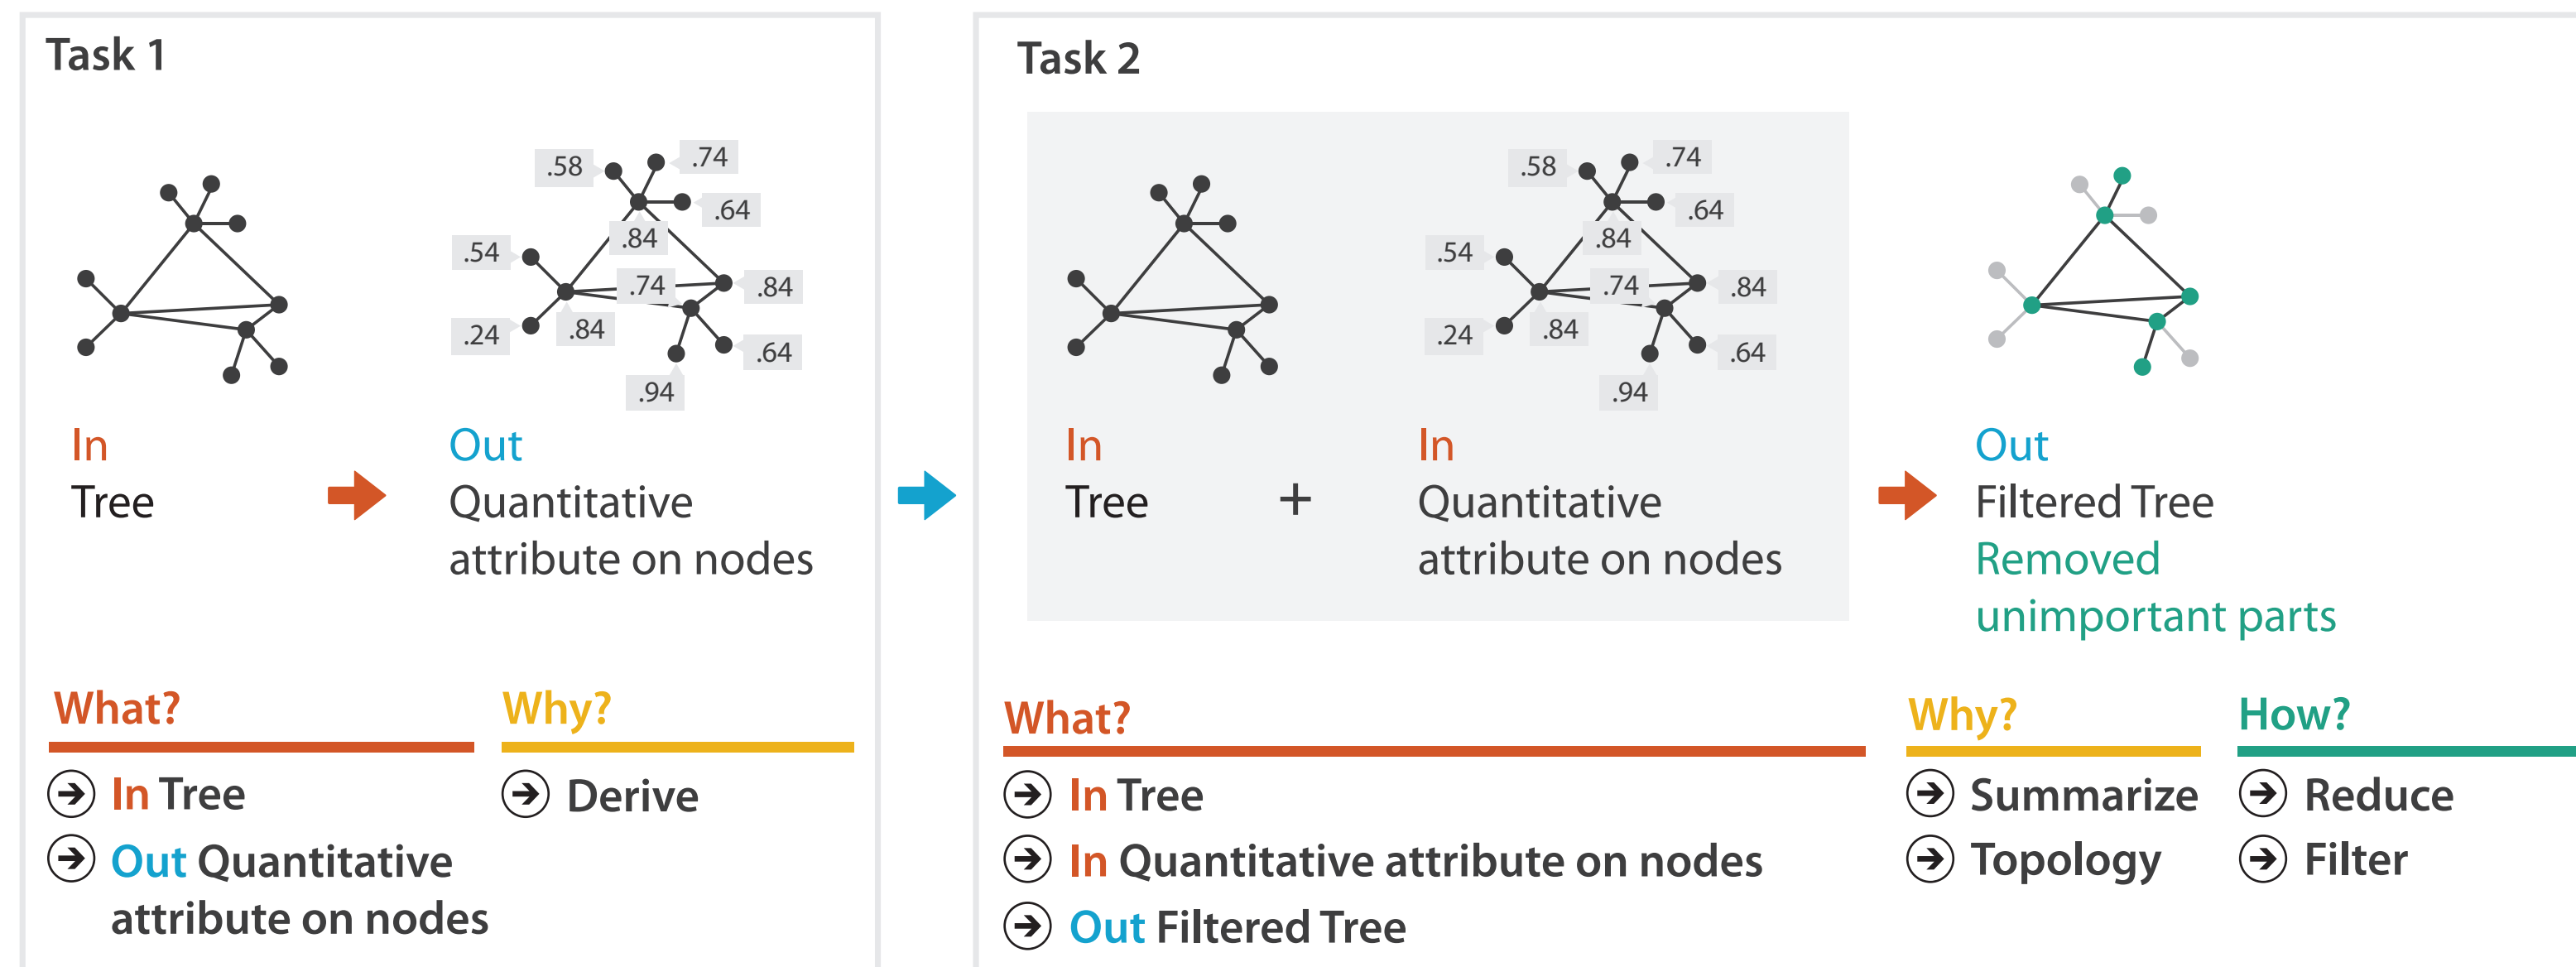 Task 1
.58
.74
.64
.84
.54
.74
.84
.24
.84
.64
.94
In
Tree
Out
Quantitative
attribute on nodes
What?
In Tree
Out Quantitative
attribute on nodes
Why?
Derive
Task 2
.58
.74
.64
.84
.54
.74
.84
.24
.84
.64
.94
In
Tree
+
In
Quantitative
attribute on nodes
Out
Filtered Tree
Removed
unimportant parts
What?
In Tree
In Quantitative attribute on nodes
Out Filtered Tree
Why?
Summarize
Topology
How?
Reduce
Filter